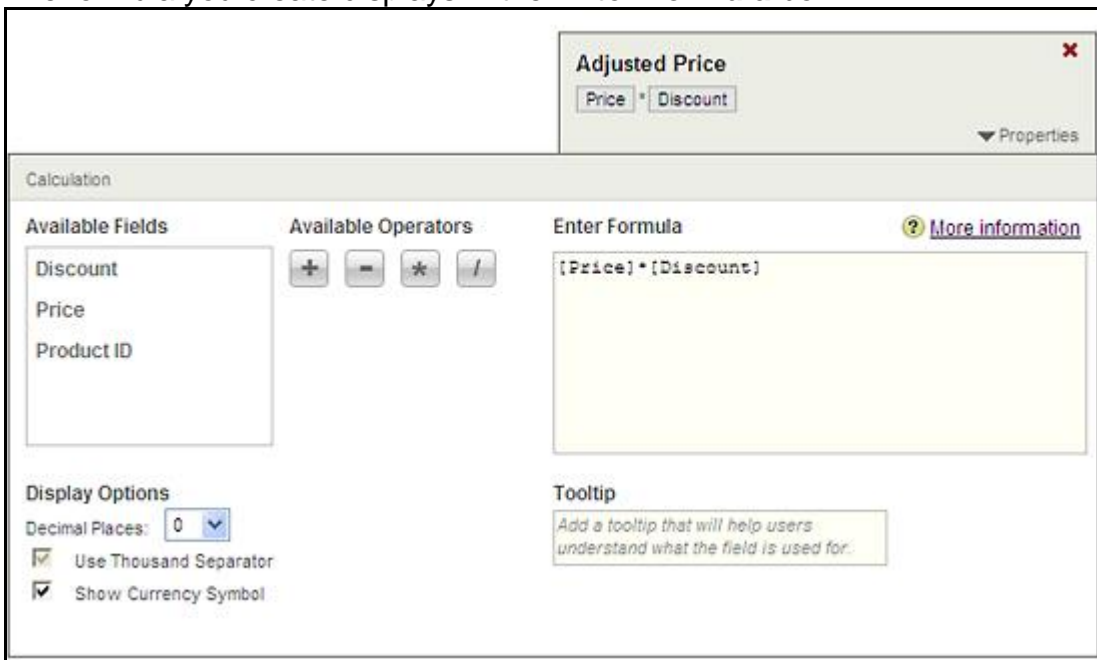 Adjusted Price
Price * Discount
Properties
Calculation
Available Fields
Available Operators
Enter Formula
? More information
Discount
Price
Product ID
+ - * /
[Price]*[Discount]
Display Options
Decimal Places: 0
Use Thousand Separator
Show Currency Symbol
Tooltip
Add a tooltip that will help users
understand what the field is used for.